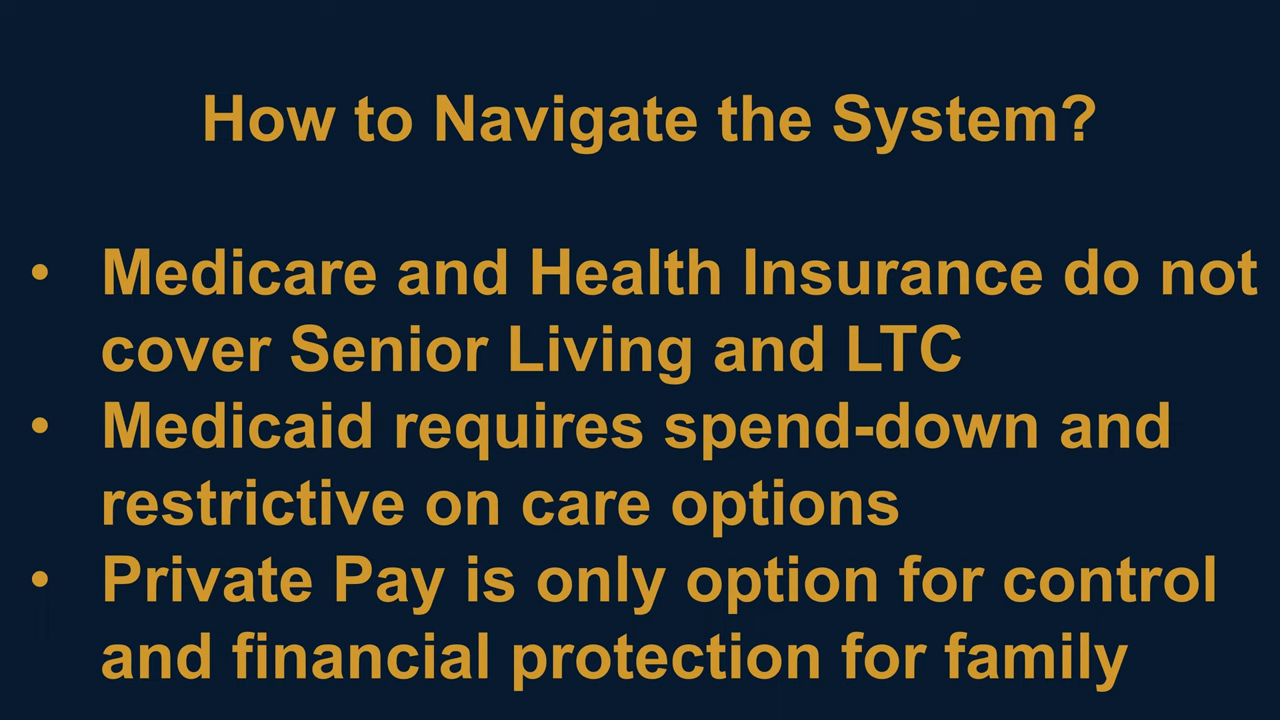 How to Navigate the System?
• Medicare and Health Insurance do not
cover Senior Living and LTC
• Medicaid requires spend-down and
restrictive on care options
• Private Pay is only option for control
and financial protection for family